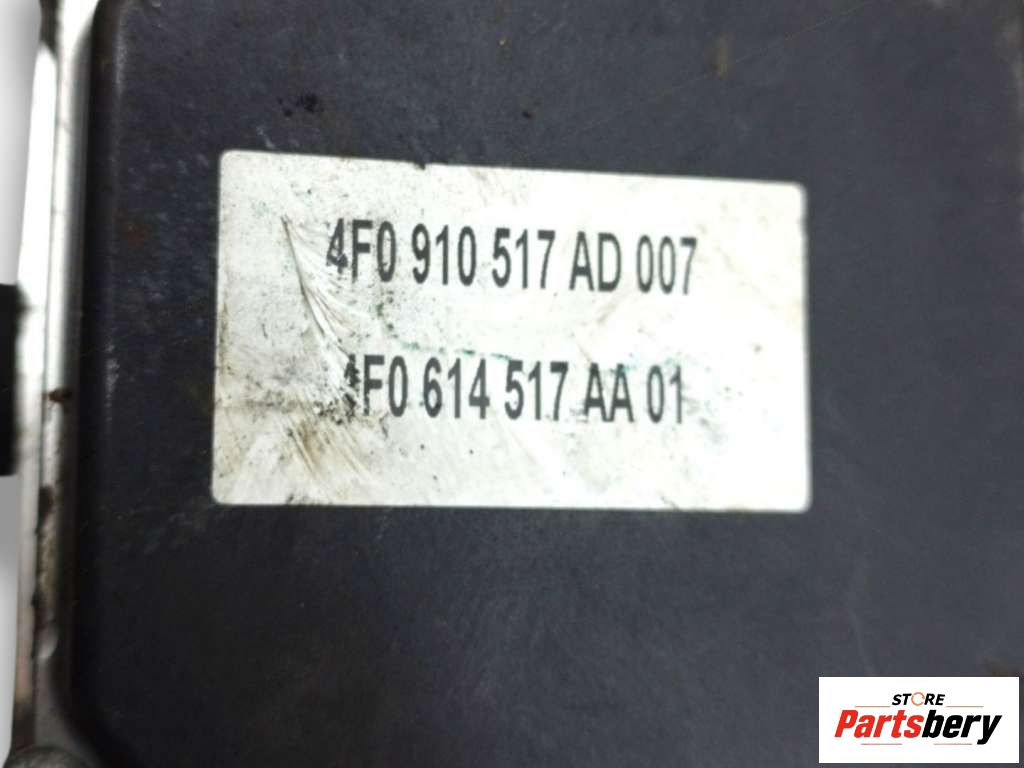 4F0 910 517 AD 007
4F0 614 517 AA 01
STORE
Partsbery